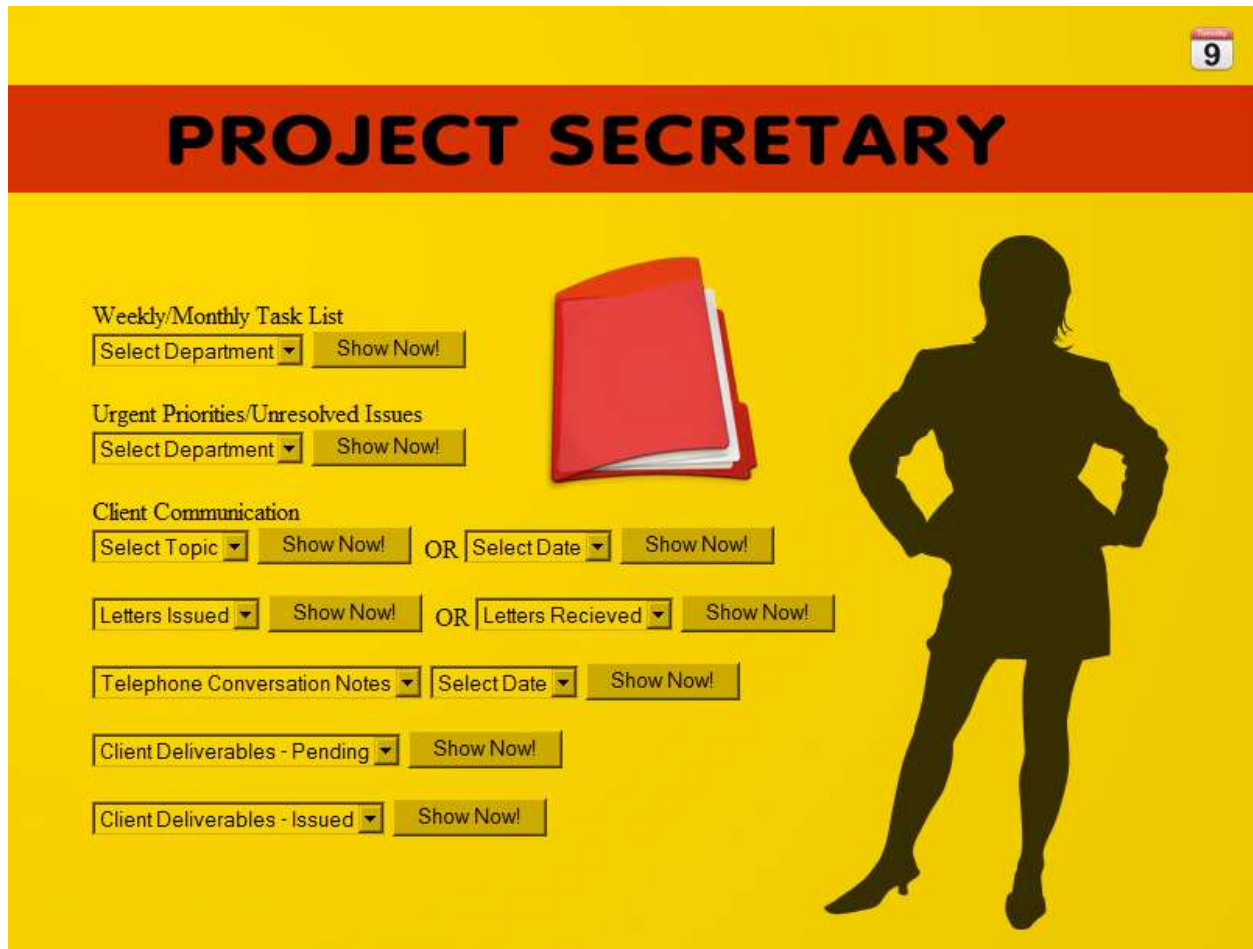 Tuesday
9
PROJECT SECRETARY
Weekly/Monthly Task List
Select Department Show Now!
Urgent Priorities/Unresolved Issues
Select Department Show Now!
Client Communication
Select Topic Show Now! OR Select Date Show Now!
Letters Issued Show Now! OR Letters Recieved Show Now!
Telephone Conversation Notes Select Date Show Now!
Client Deliverables - Pending Show Now!
Client Deliverables - Issued Show Now!